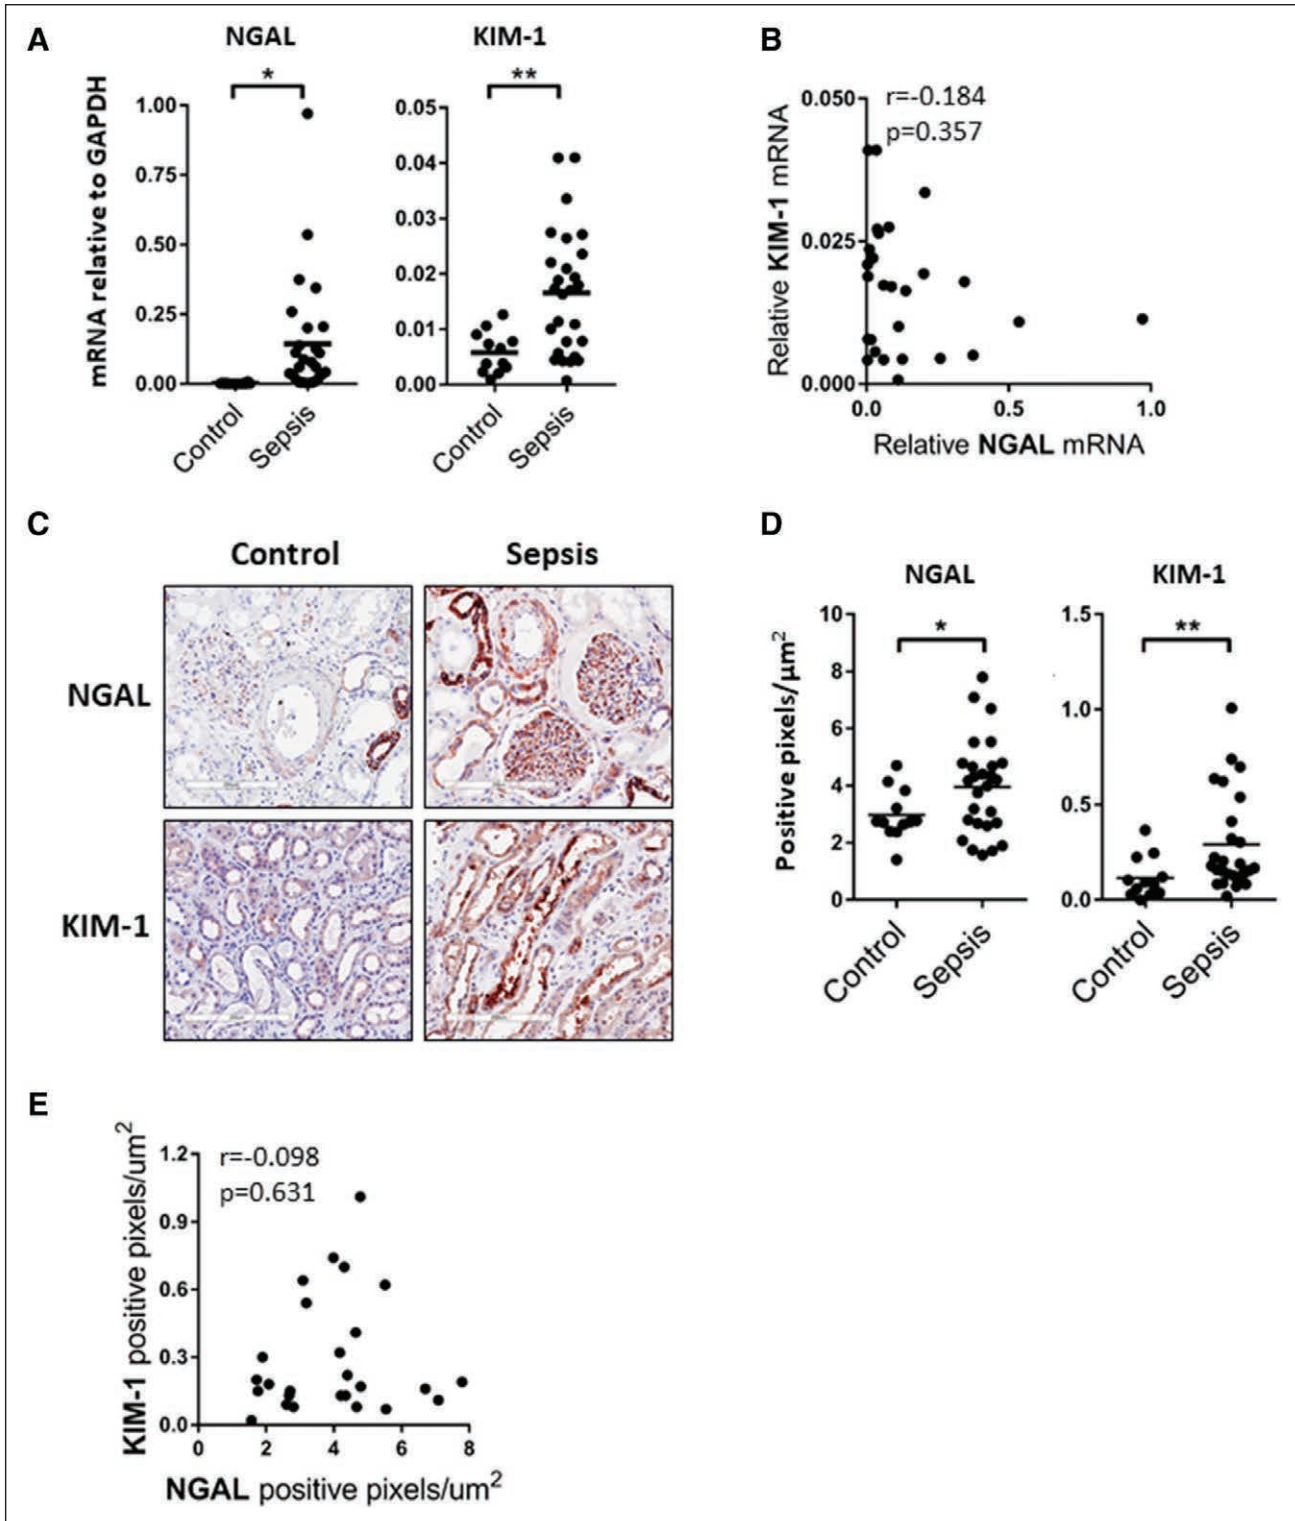 A
NGAL
KIM-1
B
*
**
mRNA relative to GAPDH
1.00
0.75
0.50
0.25
0.00
Control
Sepsis
0.05
0.04
0.03
0.02
0.01
0.00
Control
Sepsis
r=-0.184
p=0.357
Relative KIM-1 mRNA
0.050
0.025
0.000
0.0
0.5
1.0
Relative NGAL mRNA
C
Control
Sepsis
NGAL
KIM-1
D
NGAL
KIM-1
*
**
Positive pixels/µm²
10
8
6
4
2
0
Control
Sepsis
1.5
1.0
0.5
0.0
Control
Sepsis
E
r=-0.098
p=0.631
KIM-1 positive pixels/um²
1.2
0.9
0.6
0.3
0.0
0
2
4
6
8
NGAL positive pixels/um²